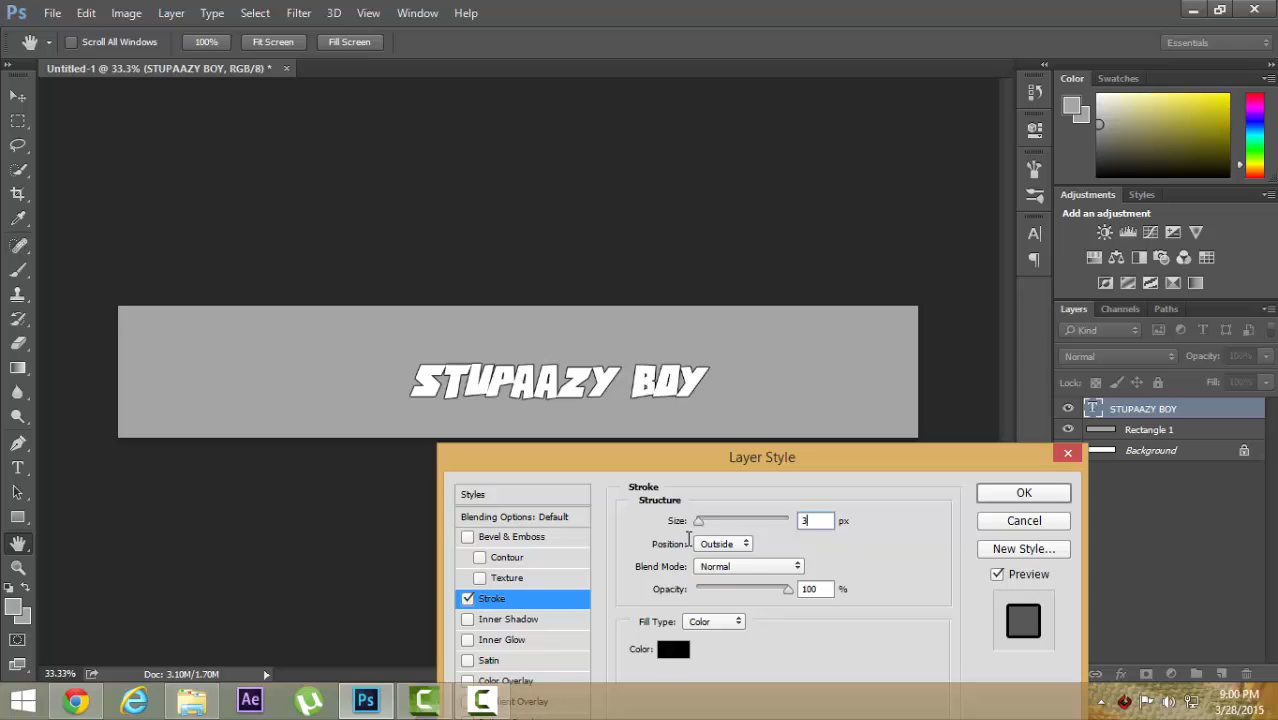 Ps File Edit Image Layer Type Select Filter 3D View Window Help
Scroll All Windows 100% Fit Screen Fill Screen Essentials
Untitled-1 @ 33.3% (STUPAAZY BOY, RGB/8) * ×
Color Swatches
Adjustments Styles
Add an adjustment
STUPAAZY BOY
Layers Channels Paths
Kind
Normal Opacity: 100%
Lock: Fill: 100%
T STUPAAZY BOY
Rectangle 1
Background
Layer Style
Styles
Blending Options: Default
Bevel & Emboss
Contour
Texture
Stroke
Inner Shadow
Inner Glow
Satin
Color Overlay
Gradient Overlay
Stroke
Structure
Size: 3 px
Position: Outside
Blend Mode: Normal
Opacity: 100 %
Fill Type: Color
Color:
OK
Cancel
New Style...
Preview
33.33% Doc: 3.10M/1.70M
Ae Ps
9:00 PM
3/28/2015